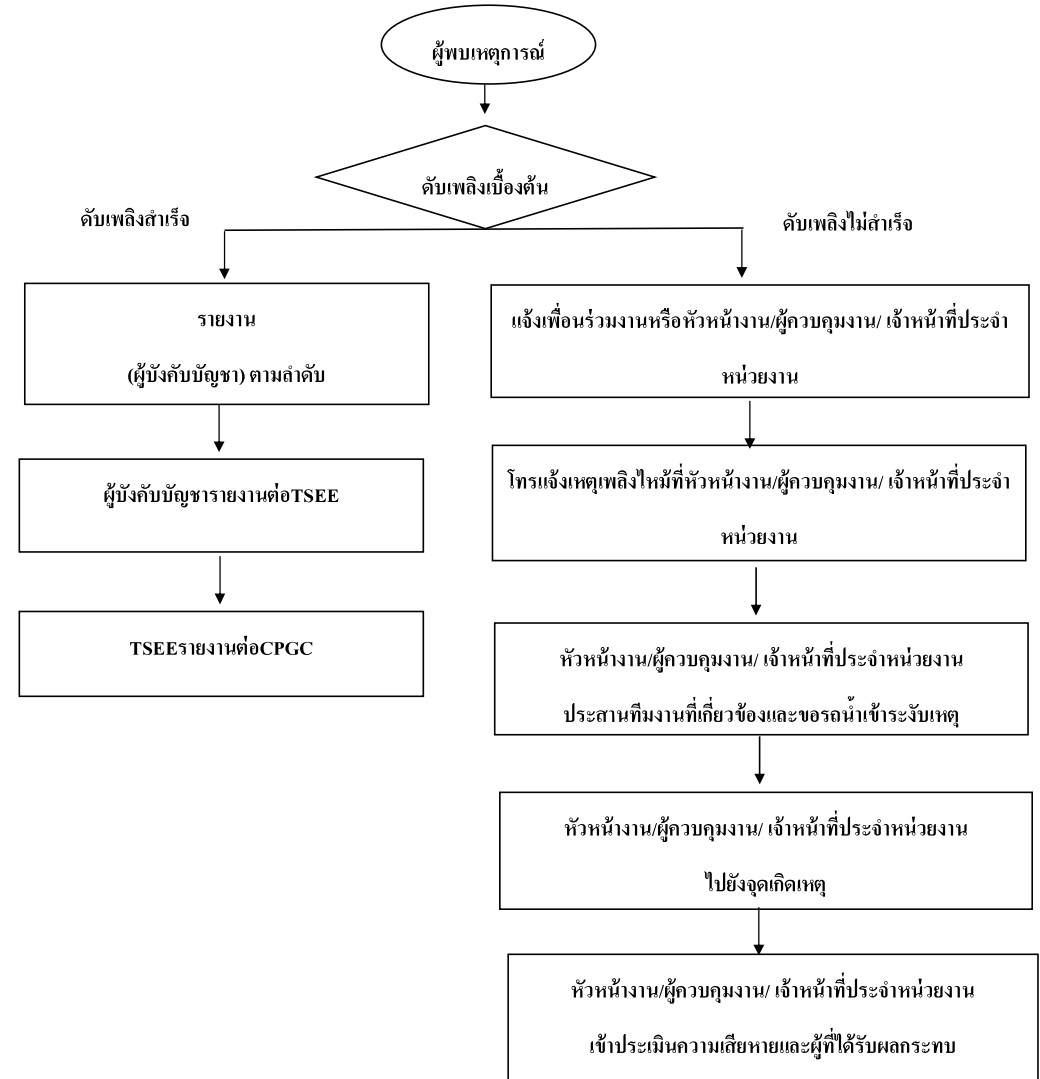 ผู้พบเหตุการณ์
ดับเพลิงเบื้องต้น
ดับเพลิงสำเร็จ
ดับเพลิงไม่สำเร็จ
รายงาน
(ผู้บังคับบัญชา) ตามลำดับ
ผู้บังคับบัญชารายงานต่อTSEE
TSEEรายงานต่อCPGC
แจ้งเพื่อนร่วมงานหรือหัวหน้างาน/ผู้ควบคุมงาน/ เจ้าหน้าที่ประจำ
หน่วยงาน
โทรแจ้งเหตุเพลิงไหม้ที่หัวหน้างาน/ผู้ควบคุมงาน/ เจ้าหน้าที่ประจำ
หน่วยงาน
หัวหน้างาน/ผู้ควบคุมงาน/ เจ้าหน้าที่ประจำหน่วยงาน
ประสานทีมงานที่เกี่ยวข้องและขอรถน้ำเข้าระงับเหตุ
หัวหน้างาน/ผู้ควบคุมงาน/ เจ้าหน้าที่ประจำหน่วยงาน
ไปยังจุดเกิดเหตุ
หัวหน้างาน/ผู้ควบคุมงาน/ เจ้าหน้าที่ประจำหน่วยงาน
เข้าประเมินความเสียหายและผู้ที่ได้รับผลกระทบ